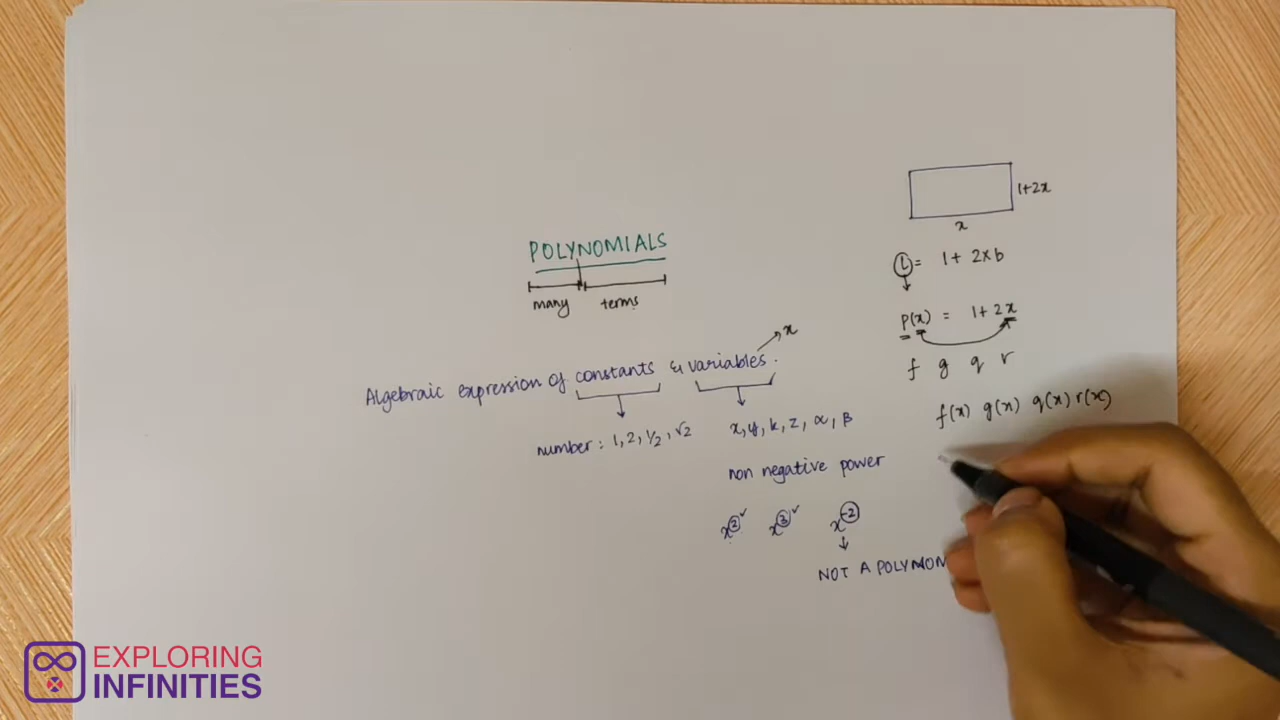 POLYNOMIALS
many terms
x
Algebraic expression of constants & variables.
number: 1, 2, 1/2, √2
x, y, k, z, α, β
non negative power
x² ✓ x³ ✓ x⁻²
NOT A POLYNOM
1+2x
x
L = 1+ 2xb
P(x) = 1+ 2x
f g q r
f(x) g(x) q(x) r(x)
EXPLORING
INFINITIES